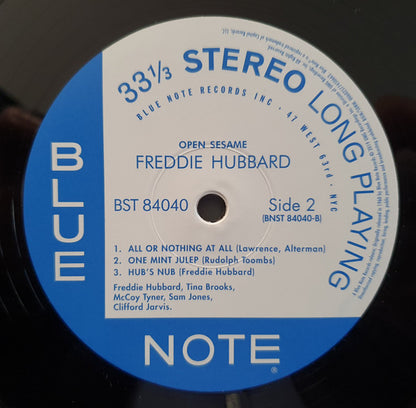 33 1/3 STEREO LONG PLAYING
BLUE NOTE RECORDS INC · 47 WEST 63rd · NYC
OPEN SESAME
FREDDIE HUBBARD
BST 84040
Side 2
(BNST 84040-B)
1. ALL OR NOTHING AT ALL (Lawrence, Alterman)
2. ONE MINT JULEP (Rudolph Toombs)
3. HUB'S NUB (Freddie Hubbard)
Freddie Hubbard, Tina Brooks,
McCoy Tyner, Sam Jones,
Clifford Jarvis.
BLUE
NOTE
®